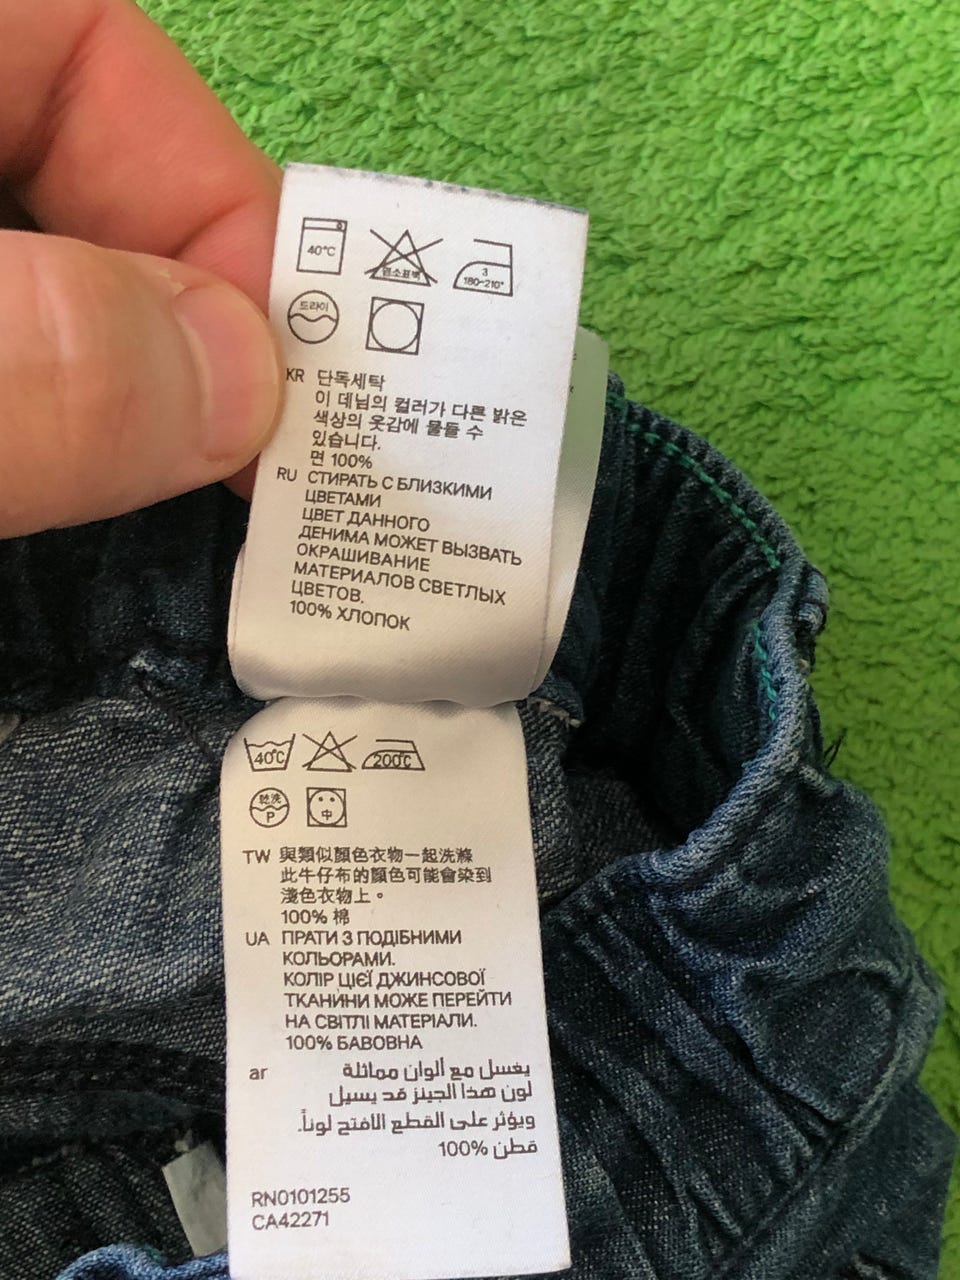 40°C
염소표백
3
180-210°
드라이
KR 단독세탁
이 데님의 컬러가 다른 밝은
색상의 옷감에 물들 수
있습니다.
면 100%
RU СТИРАТЬ С БЛИЗКИМИ
ЦВЕТАМИ
ЦВЕТ ДАННОГО
ДЕНИМА МОЖЕТ ВЫЗВАТЬ
ОКРАШИВАНИЕ
МАТЕРИАЛОВ СВЕТЛЫХ
ЦВЕТОВ.
100% ХЛОПОК
40°C
200°C
乾洗
P
中
TW 與類似顏色衣物一起洗滌
此牛仔布的顏色可能會染到
淺色衣物上。
100% 棉
UA ПРАТИ З ПОДІБНИМИ
КОЛЬОРАМИ.
КОЛІР ЦІЄЇ ДЖИНСОВОЇ
ТКАНИНИ МОЖЕ ПЕРЕЙТИ
НА СВІТЛІ МАТЕРІАЛИ.
100% БАВОВНА
ar يغسل مع ألوان مماثلة
لون هذا الجينز قد يسيل
ويؤثر على القطع الافتح لوناً.
قطن 100%
RN0101255
CA42271